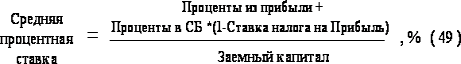 Средняя процентная ставка = Проценты из прибыли + Проценты в СБ *(1-Ставка налога на Прибыль) / Заемный капитал , % ( 49 )